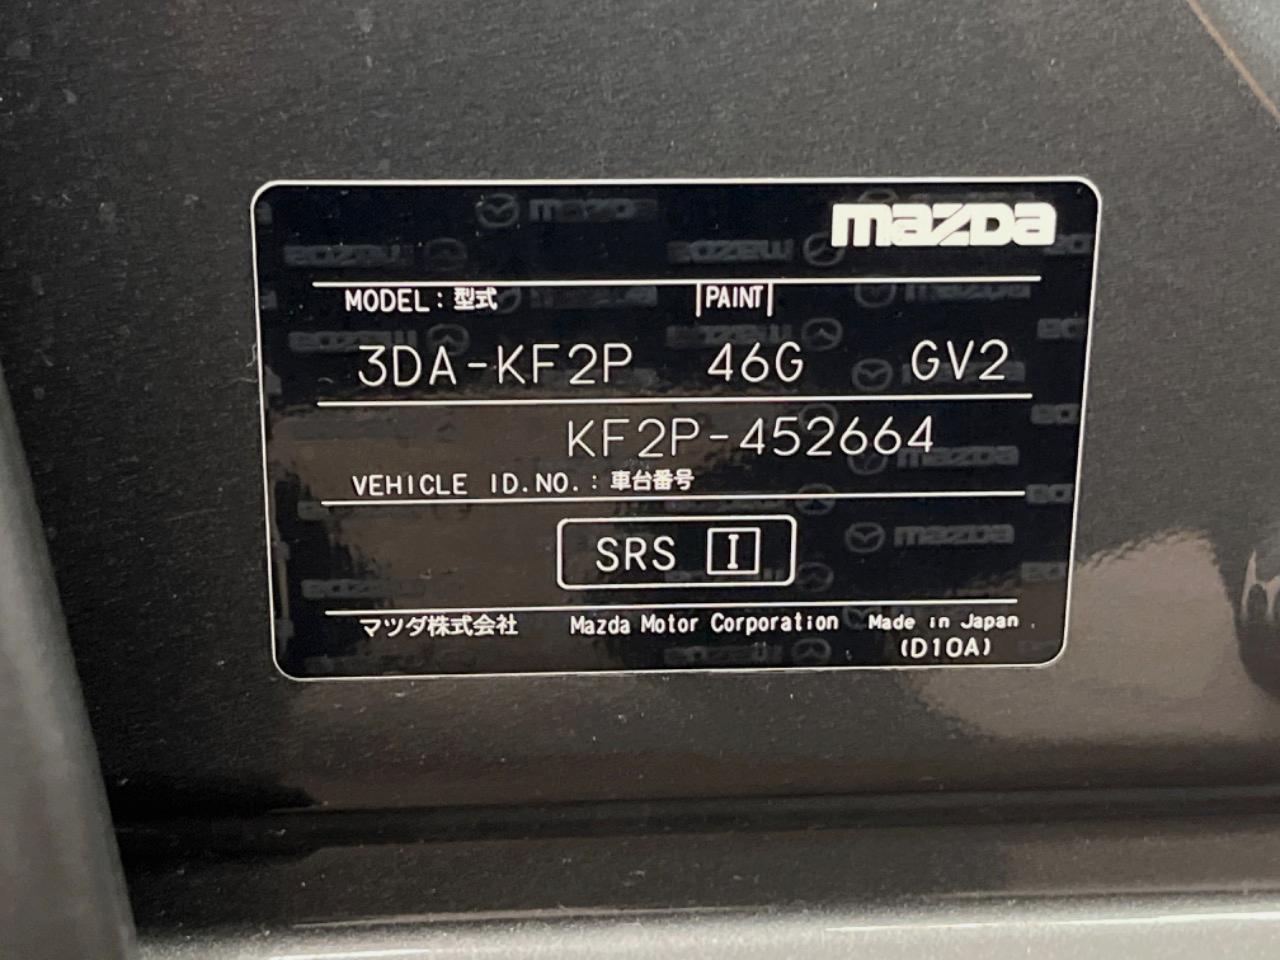 mazda
MODEL: 型式 PAINT
3DA-KF2P 46G GV2
KF2P-452664
VEHICLE ID.NO.: 車台番号
SRS I
マツダ株式会社 Mazda Motor Corporation Made in Japan
(D10A)